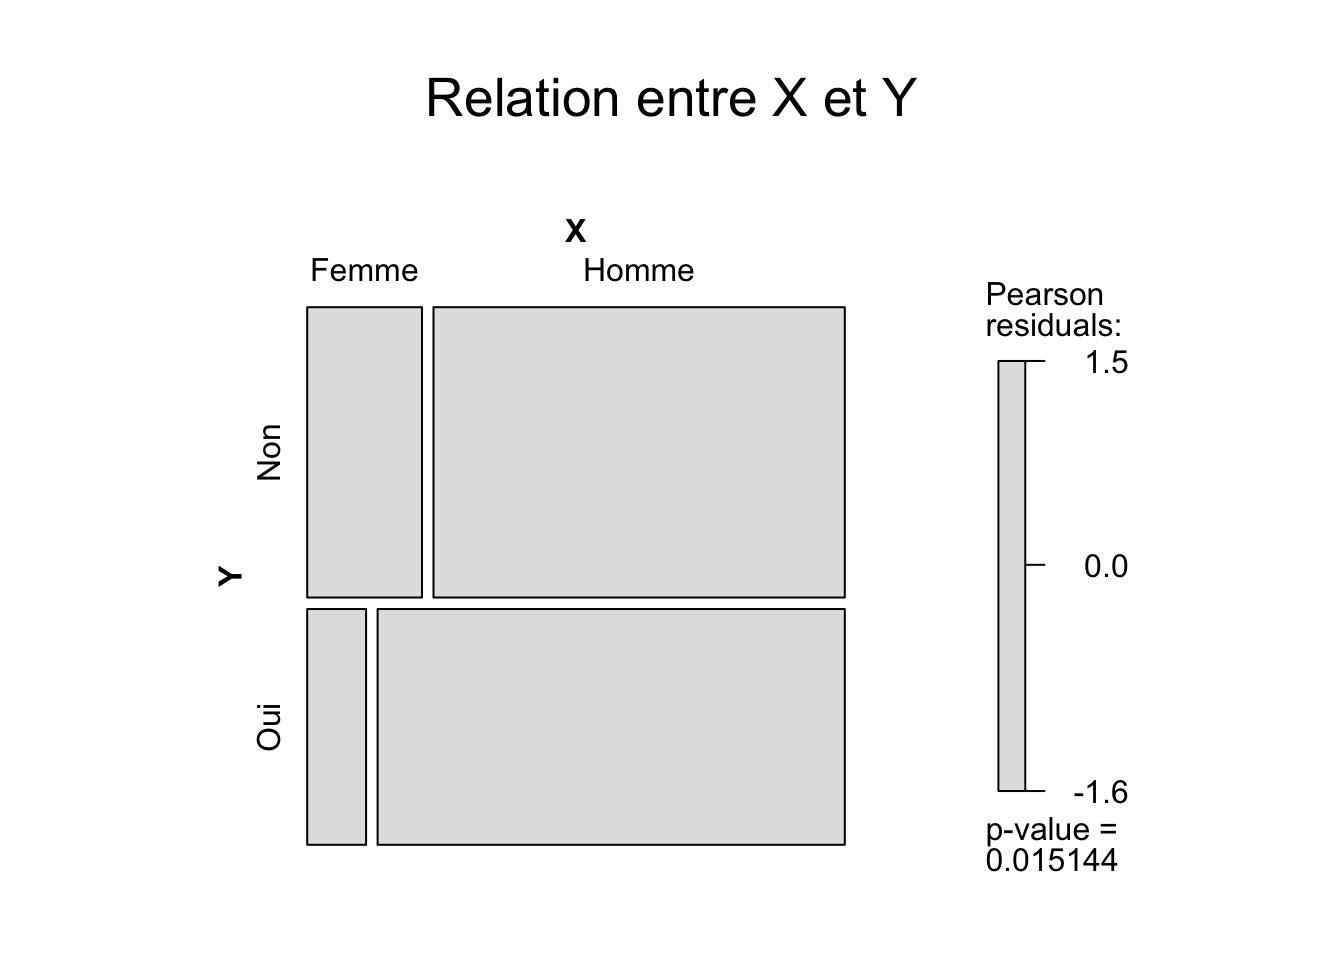 Relation entre X et Y
X
Femme Homme
Y
Non
Oui
Pearson
residuals:
1.5
0.0
-1.6
p-value =
0.015144